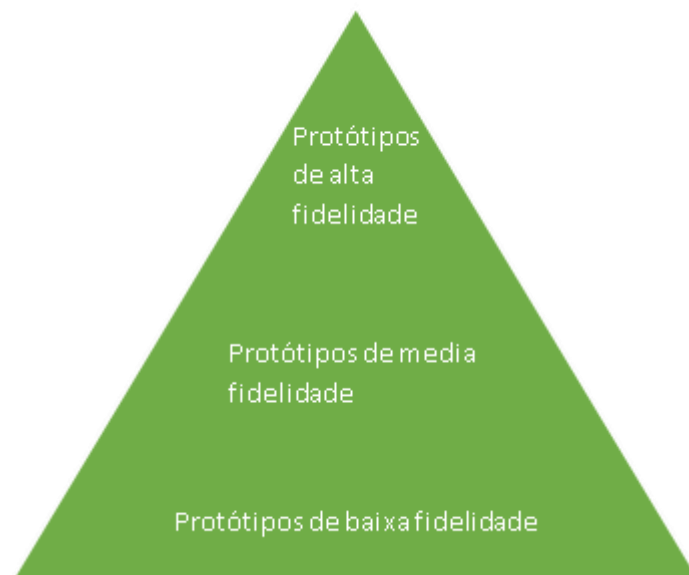 Protótipos
de alta
fidelidade
Protótipos de media
fidelidade
Protótipos de baixa fidelidade